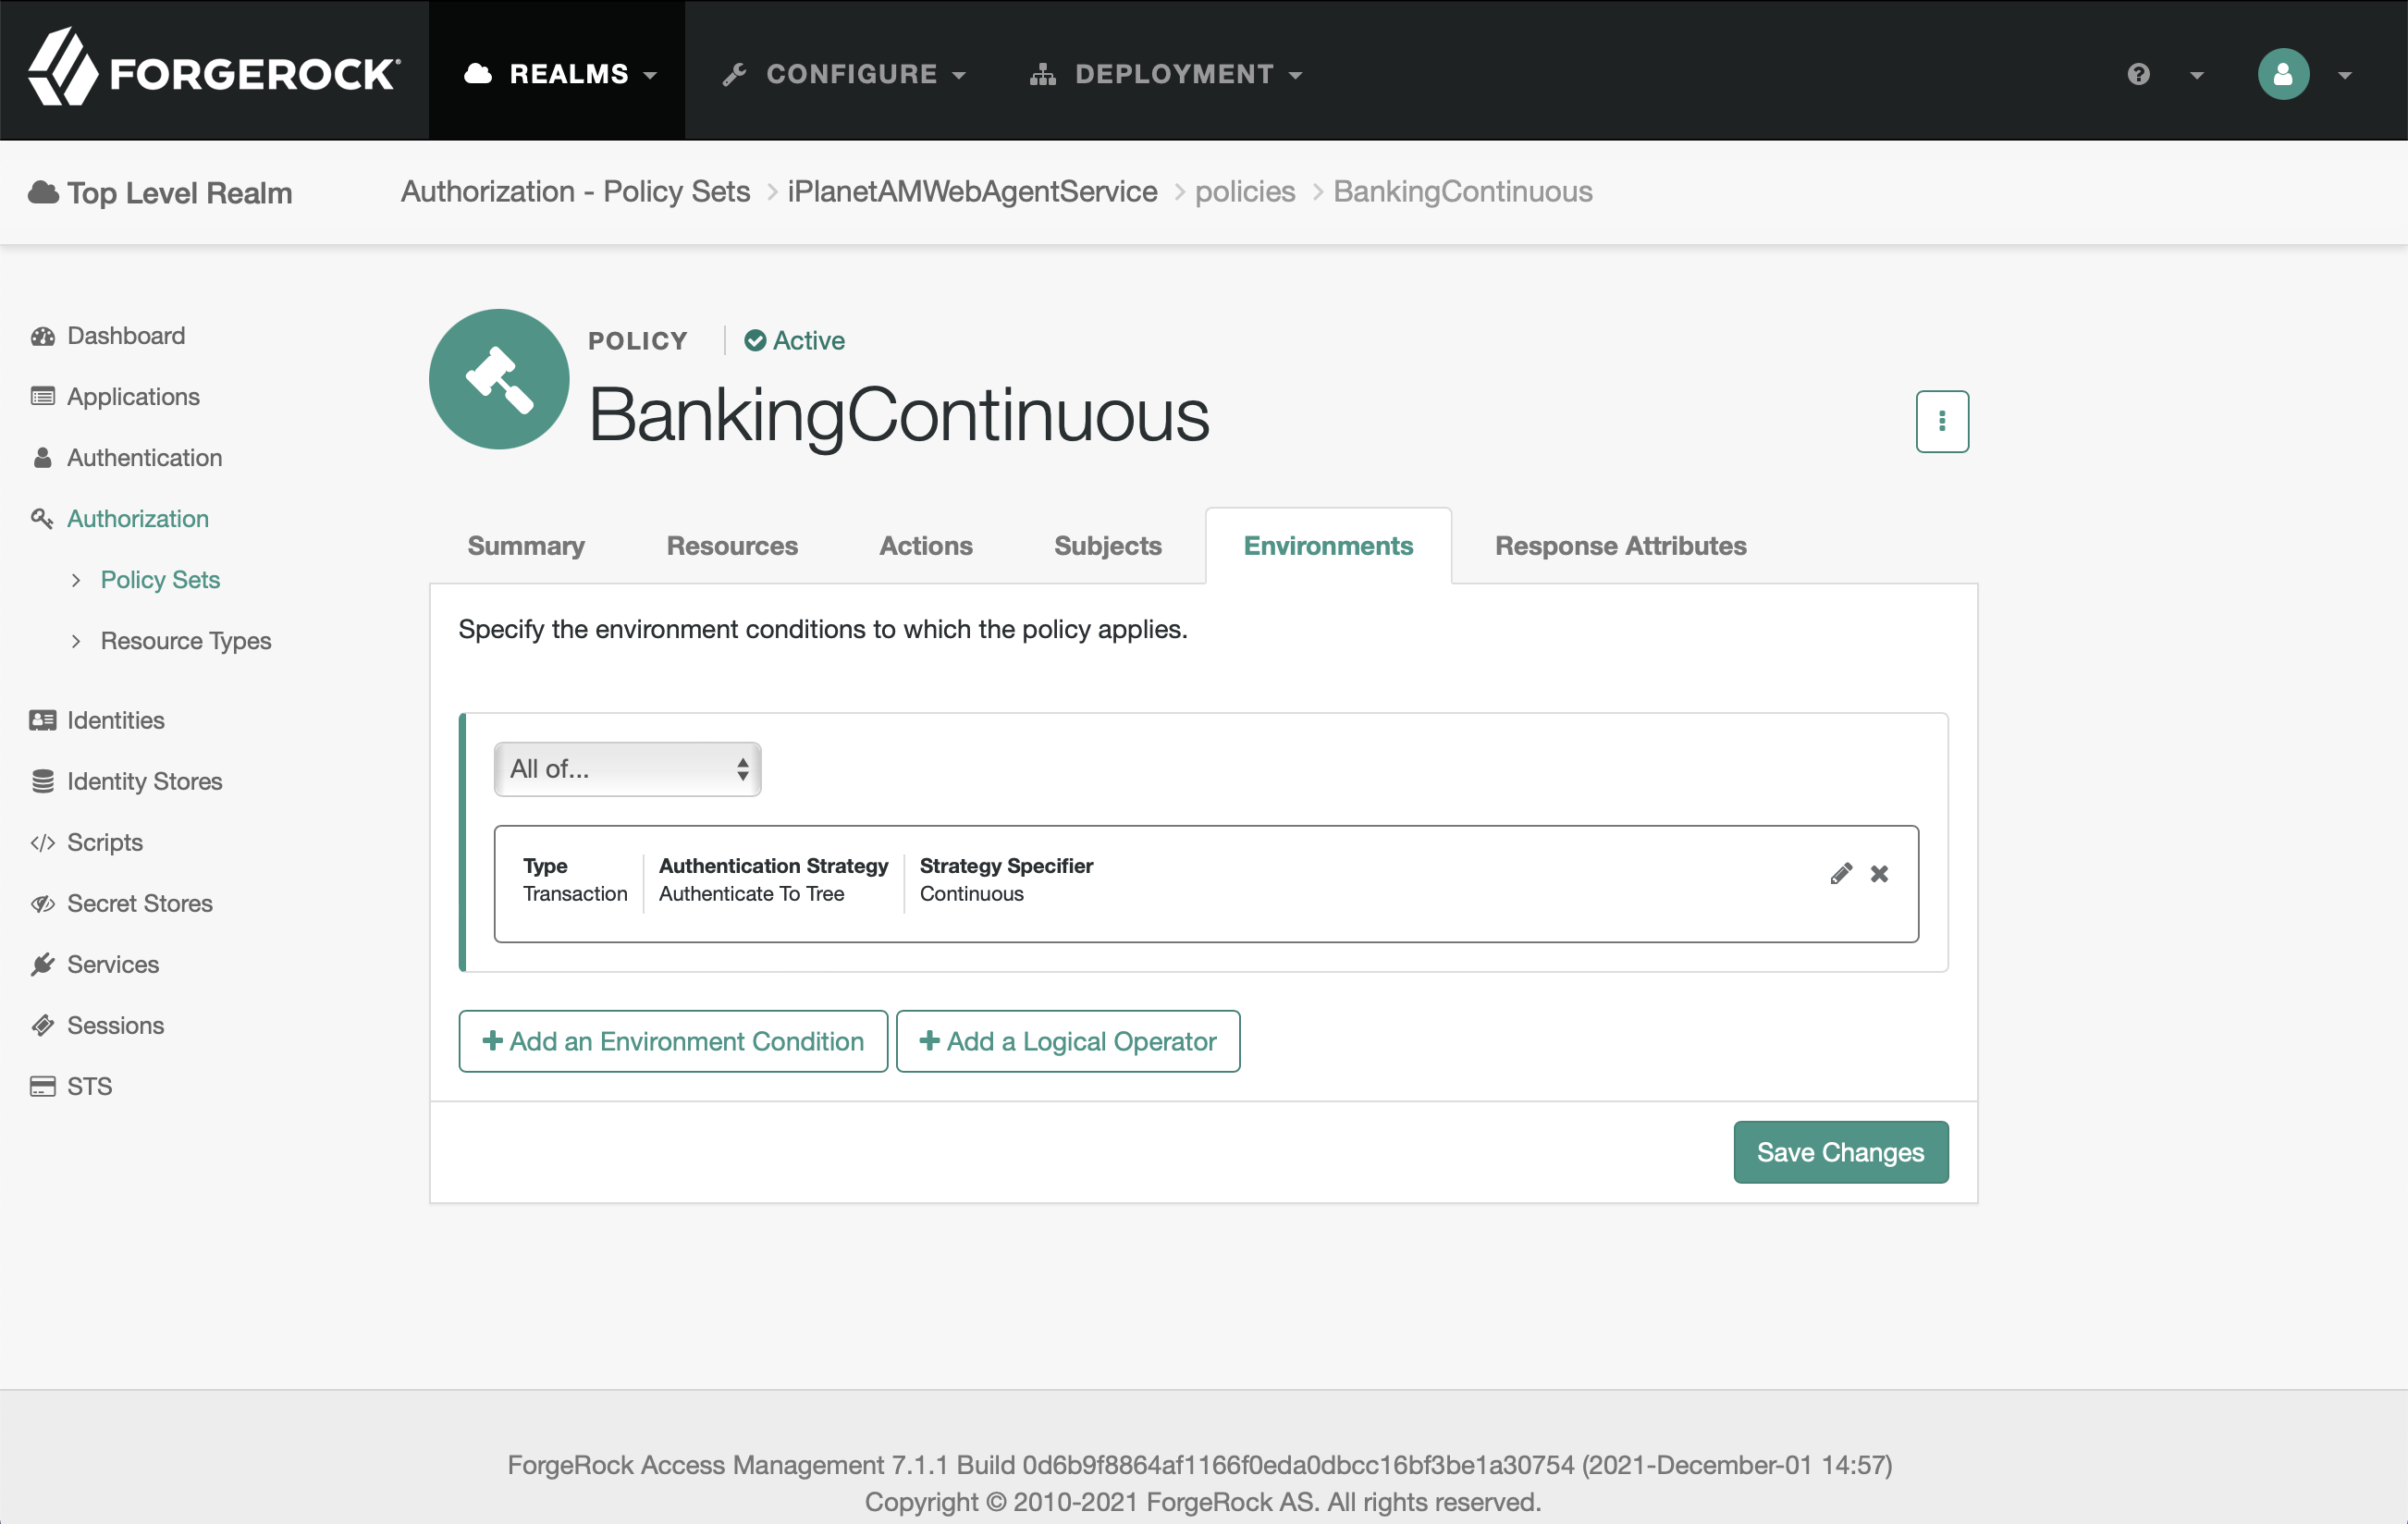 FORGEROCK
REALMS
CONFIGURE
DEPLOYMENT
Top Level Realm
Authorization - Policy Sets > iPlanetAMWebAgentService > policies > BankingContinuous
Dashboard
Applications
Authentication
Authorization
Policy Sets
Resource Types
Identities
Identity Stores
Scripts
Secret Stores
Services
Sessions
STS
POLICY
Active
BankingContinuous
Summary
Resources
Actions
Subjects
Environments
Response Attributes
Specify the environment conditions to which the policy applies.
All of...
Type
Transaction
Authentication Strategy
Authenticate To Tree
Strategy Specifier
Continuous
Add an Environment Condition
Add a Logical Operator
Save Changes
ForgeRock Access Management 7.1.1 Build 0d6b9f8864af1166f0eda0dbcc16bf3be1a30754 (2021-December-01 14:57)
Copyright © 2010-2021 ForgeRock AS. All rights reserved.